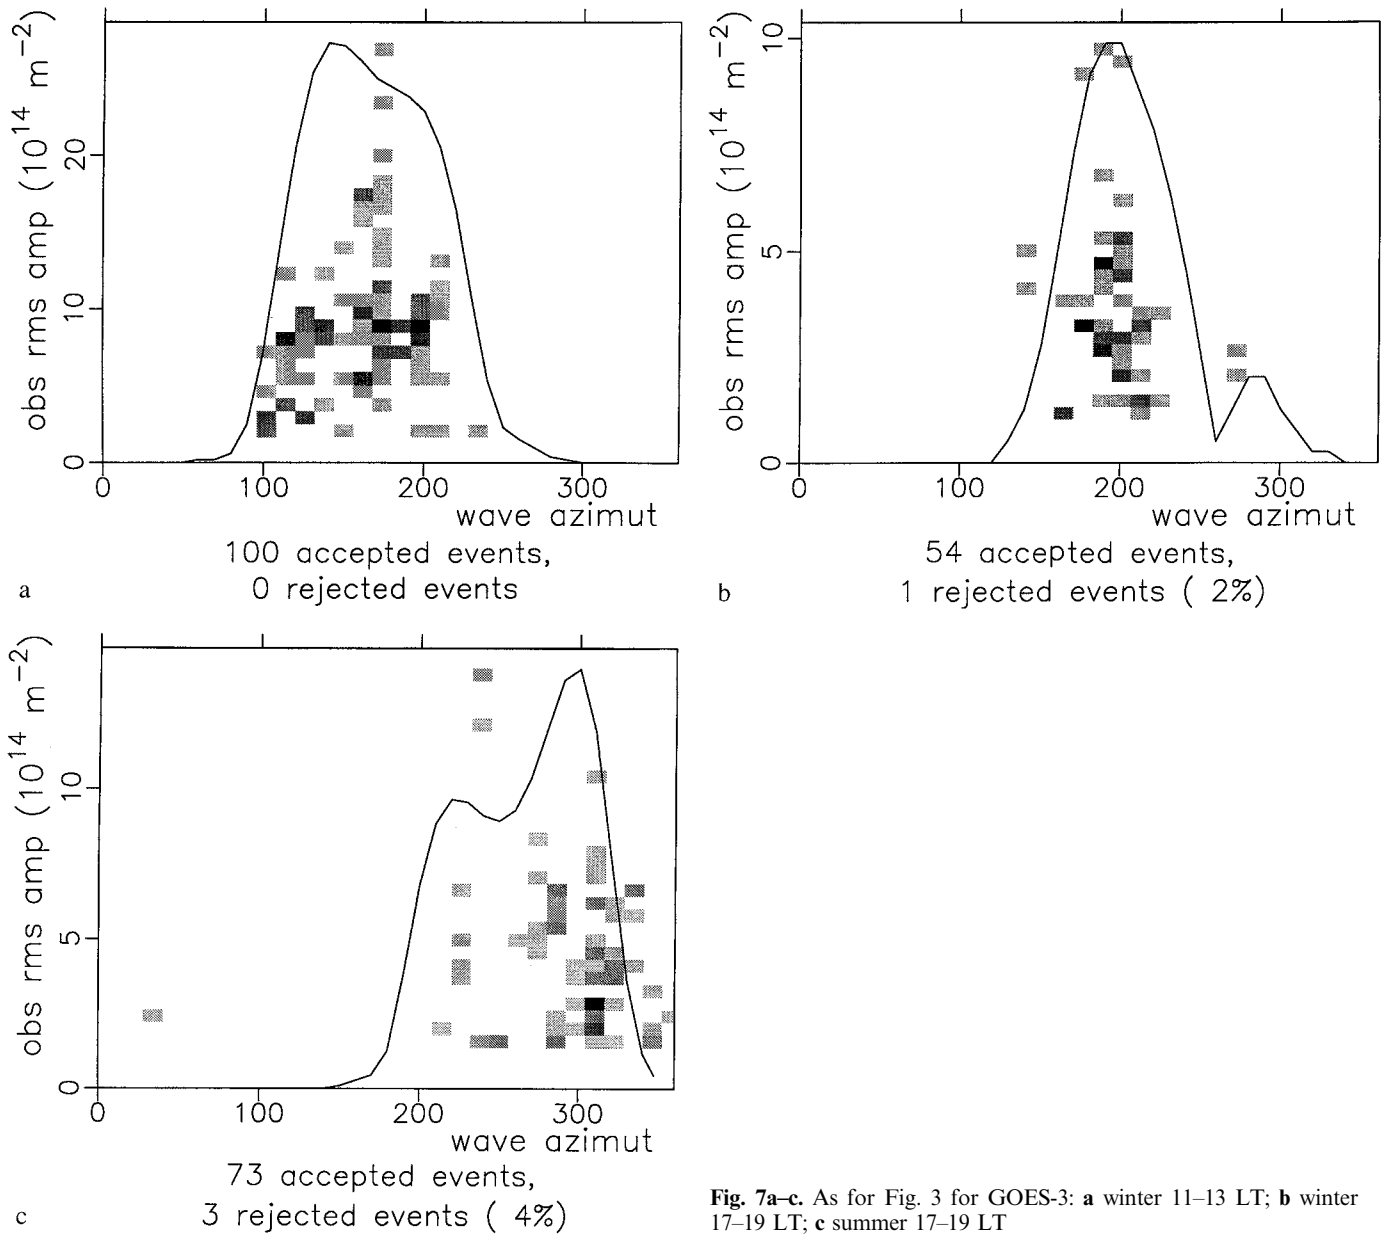 obs rms amp (10^14 m^−2)
0 10 20
0 100 200 300
wave azimut
100 accepted events,
0 rejected events
a
obs rms amp (10^14 m^−2)
0 5 10
0 100 200 300
wave azimut
54 accepted events,
1 rejected events ( 2%)
b
obs rms amp (10^14 m^−2)
0 5 10
0 100 200 300
wave azimut
73 accepted events,
3 rejected events ( 4%)
c
Fig. 7a–c. As for Fig. 3 for GOES-3: a winter 11–13 LT; b winter
17–19 LT; c summer 17–19 LT